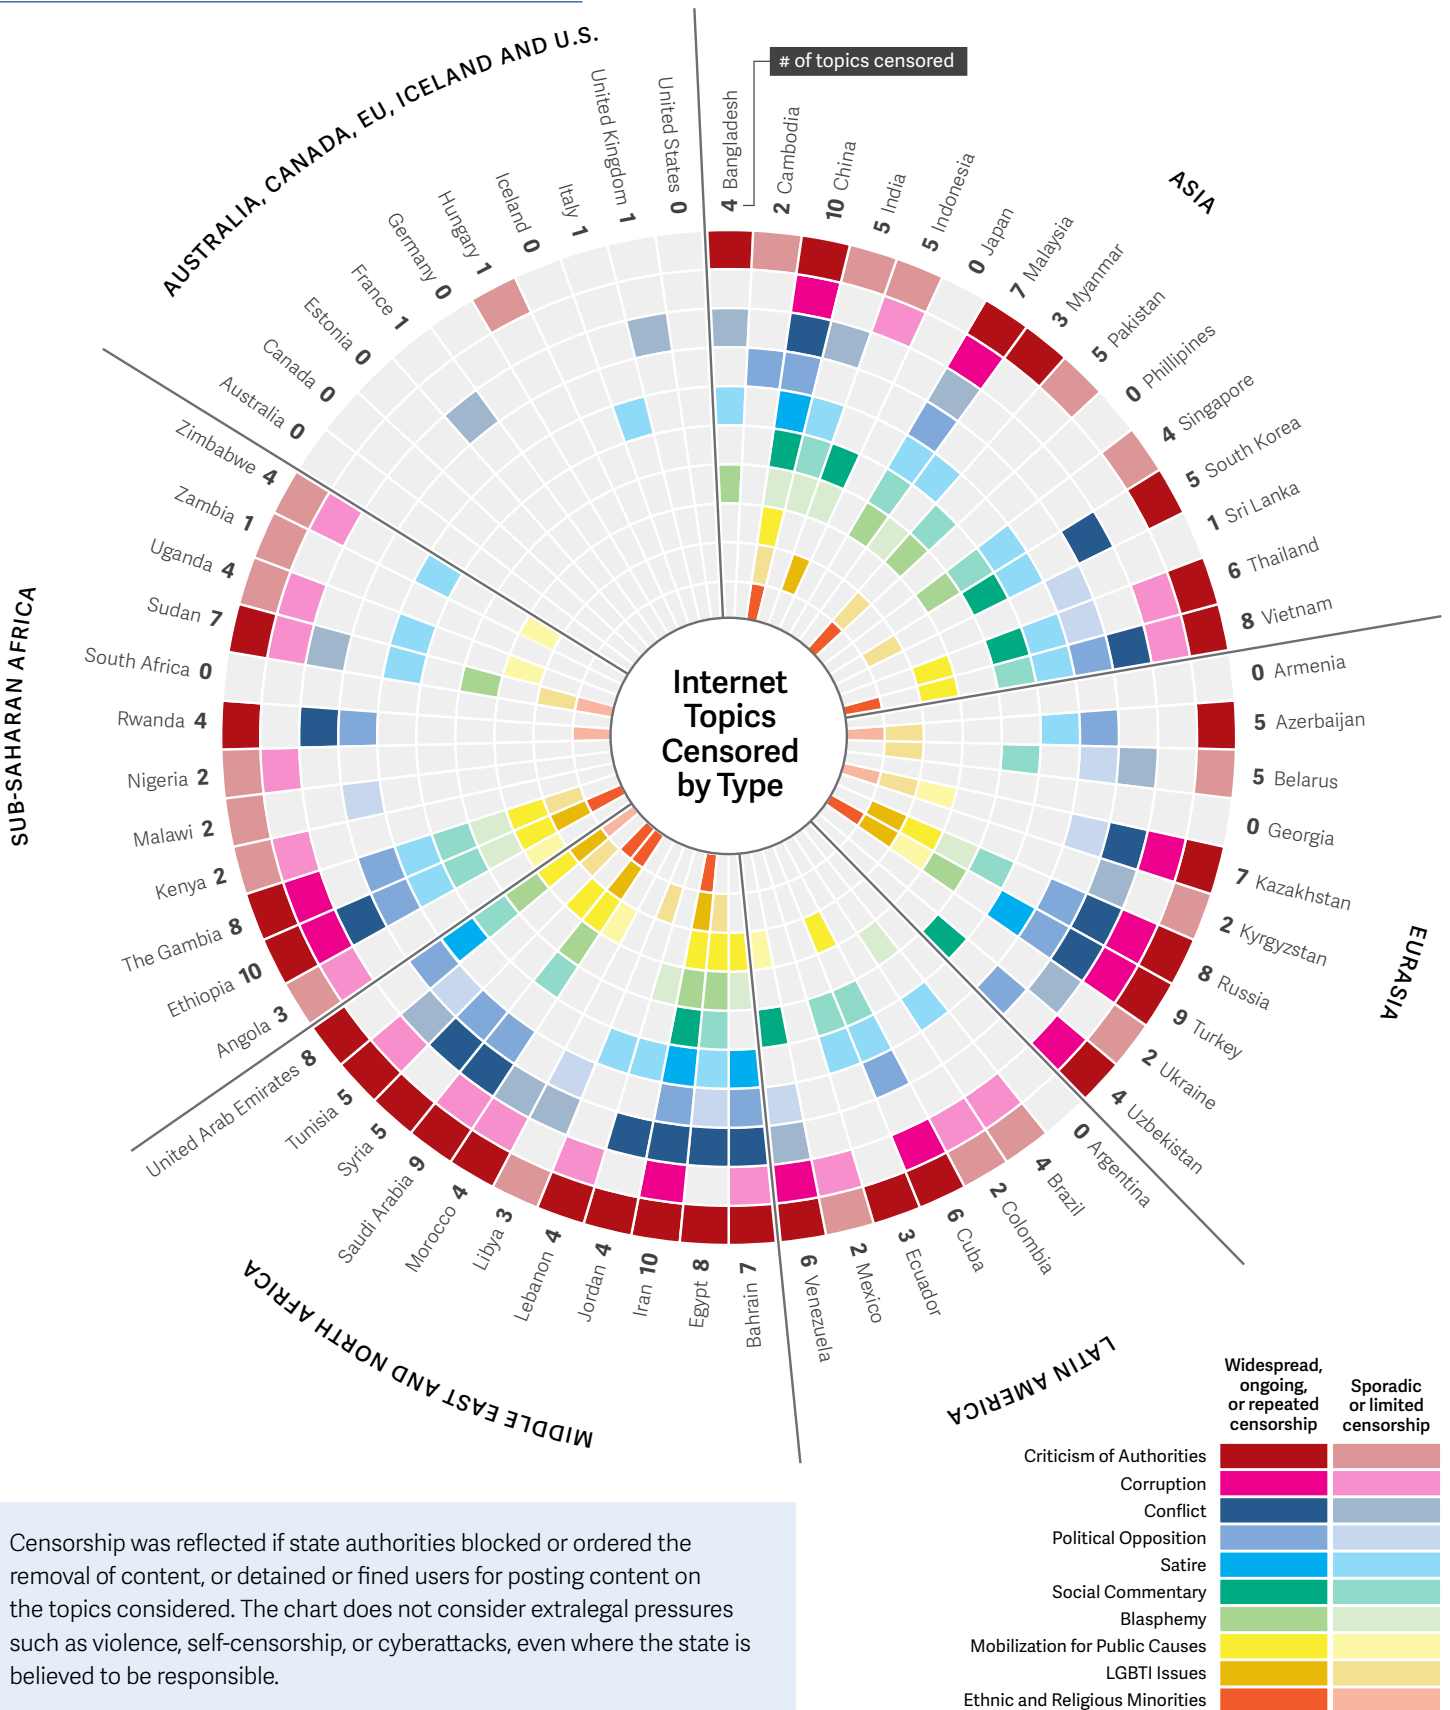 # of topics censored
AUSTRALIA, CANADA, EU, ICELAND AND U.S.
Australia 0
Canada 0
Estonia 0
France 1
Germany 0
Hungary 1
Iceland 0
Italy 1
United Kingdom 1
United States 0
ASIA
4 Bangladesh
2 Cambodia
10 China
5 India
5 Indonesia
0 Japan
7 Malaysia
3 Myanmar
5 Pakistan
0 Phillipines
4 Singapore
5 South Korea
1 Sri Lanka
6 Thailand
8 Vietnam
EURASIA
0 Armenia
5 Azerbaijan
5 Belarus
0 Georgia
7 Kazakhstan
2 Kyrgyzstan
8 Russia
9 Turkey
2 Ukraine
4 Uzbekistan
LATIN AMERICA
0 Argentina
4 Brazil
2 Colombia
6 Cuba
3 Ecuador
2 Mexico
6 Venezuela
MIDDLE EAST AND NORTH AFRICA
Bahrain 7
Egypt 8
Iran 10
Jordan 4
Lebanon 4
Libya 3
Morocco 4
Saudi Arabia 9
Syria 5
Tunisia 5
United Arab Emirates 8
SUB-SAHARAN AFRICA
Angola 3
Ethiopia 10
The Gambia 8
Kenya 2
Malawi 2
Nigeria 2
Rwanda 4
South Africa 0
Sudan 7
Uganda 4
Zambia 1
Zimbabwe 4
Internet
Topics
Censored
by Type
Widespread,
ongoing,
or repeated
censorship
Sporadic
or limited
censorship
Criticism of Authorities
Corruption
Conflict
Political Opposition
Satire
Social Commentary
Blasphemy
Mobilization for Public Causes
LGBTI Issues
Ethnic and Religious Minorities
Censorship was reflected if state authorities blocked or ordered the
removal of content, or detained or fined users for posting content on
the topics considered. The chart does not consider extralegal pressures
such as violence, self-censorship, or cyberattacks, even where the state is
believed to be responsible.